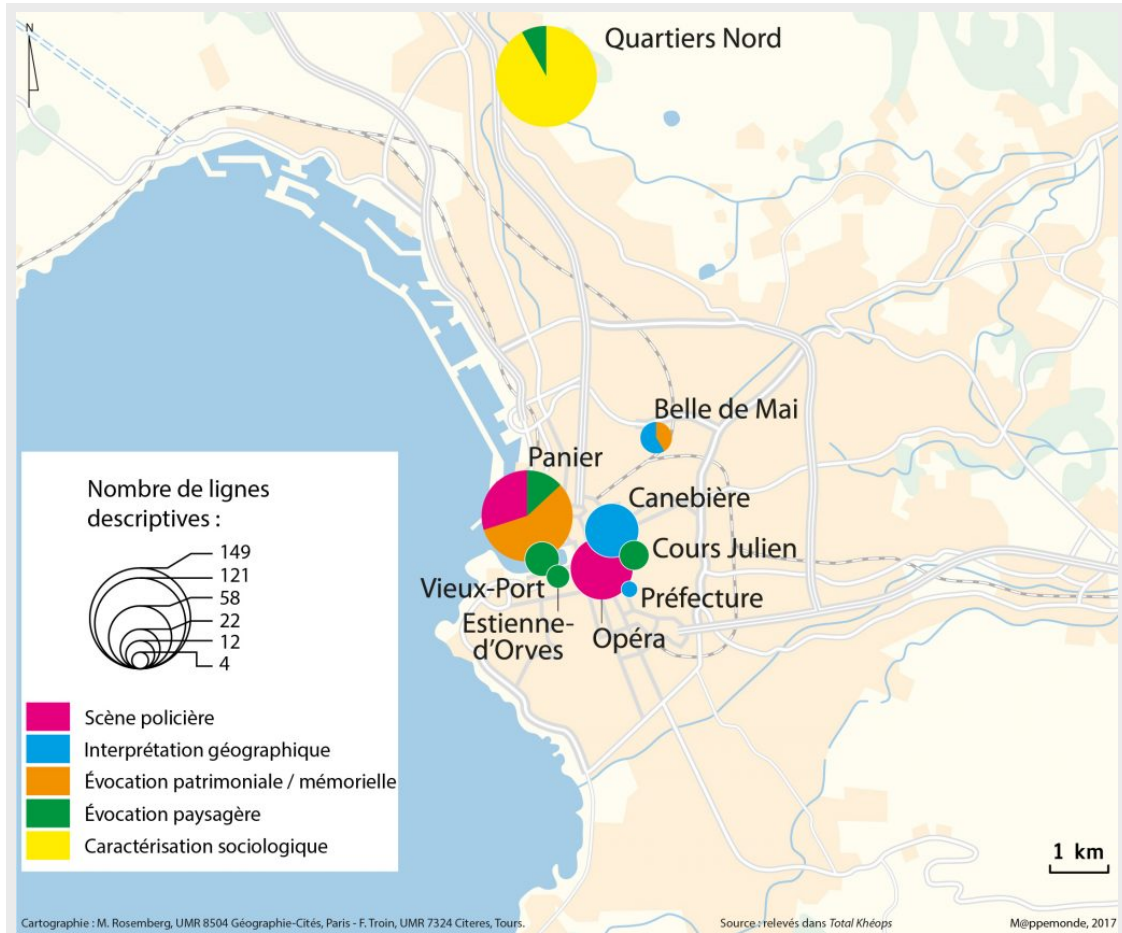 N
Quartiers Nord
Belle de Mai
Panier
Canebière
Cours Julien
Vieux-Port
Préfecture
Estienne-
d'Orves
Opéra
Nombre de lignes
descriptives :
149
121
58
22
12
4
Scène policière
Interprétation géographique
Évocation patrimoniale / mémorielle
Évocation paysagère
Caractérisation sociologique
1 km
Cartographie : M. Rosemberg, UMR 8504 Géographie-Cités, Paris - F. Troin, UMR 7324 Citeres, Tours.
Source : relevés dans Total Khéops
M@ppemonde, 2017